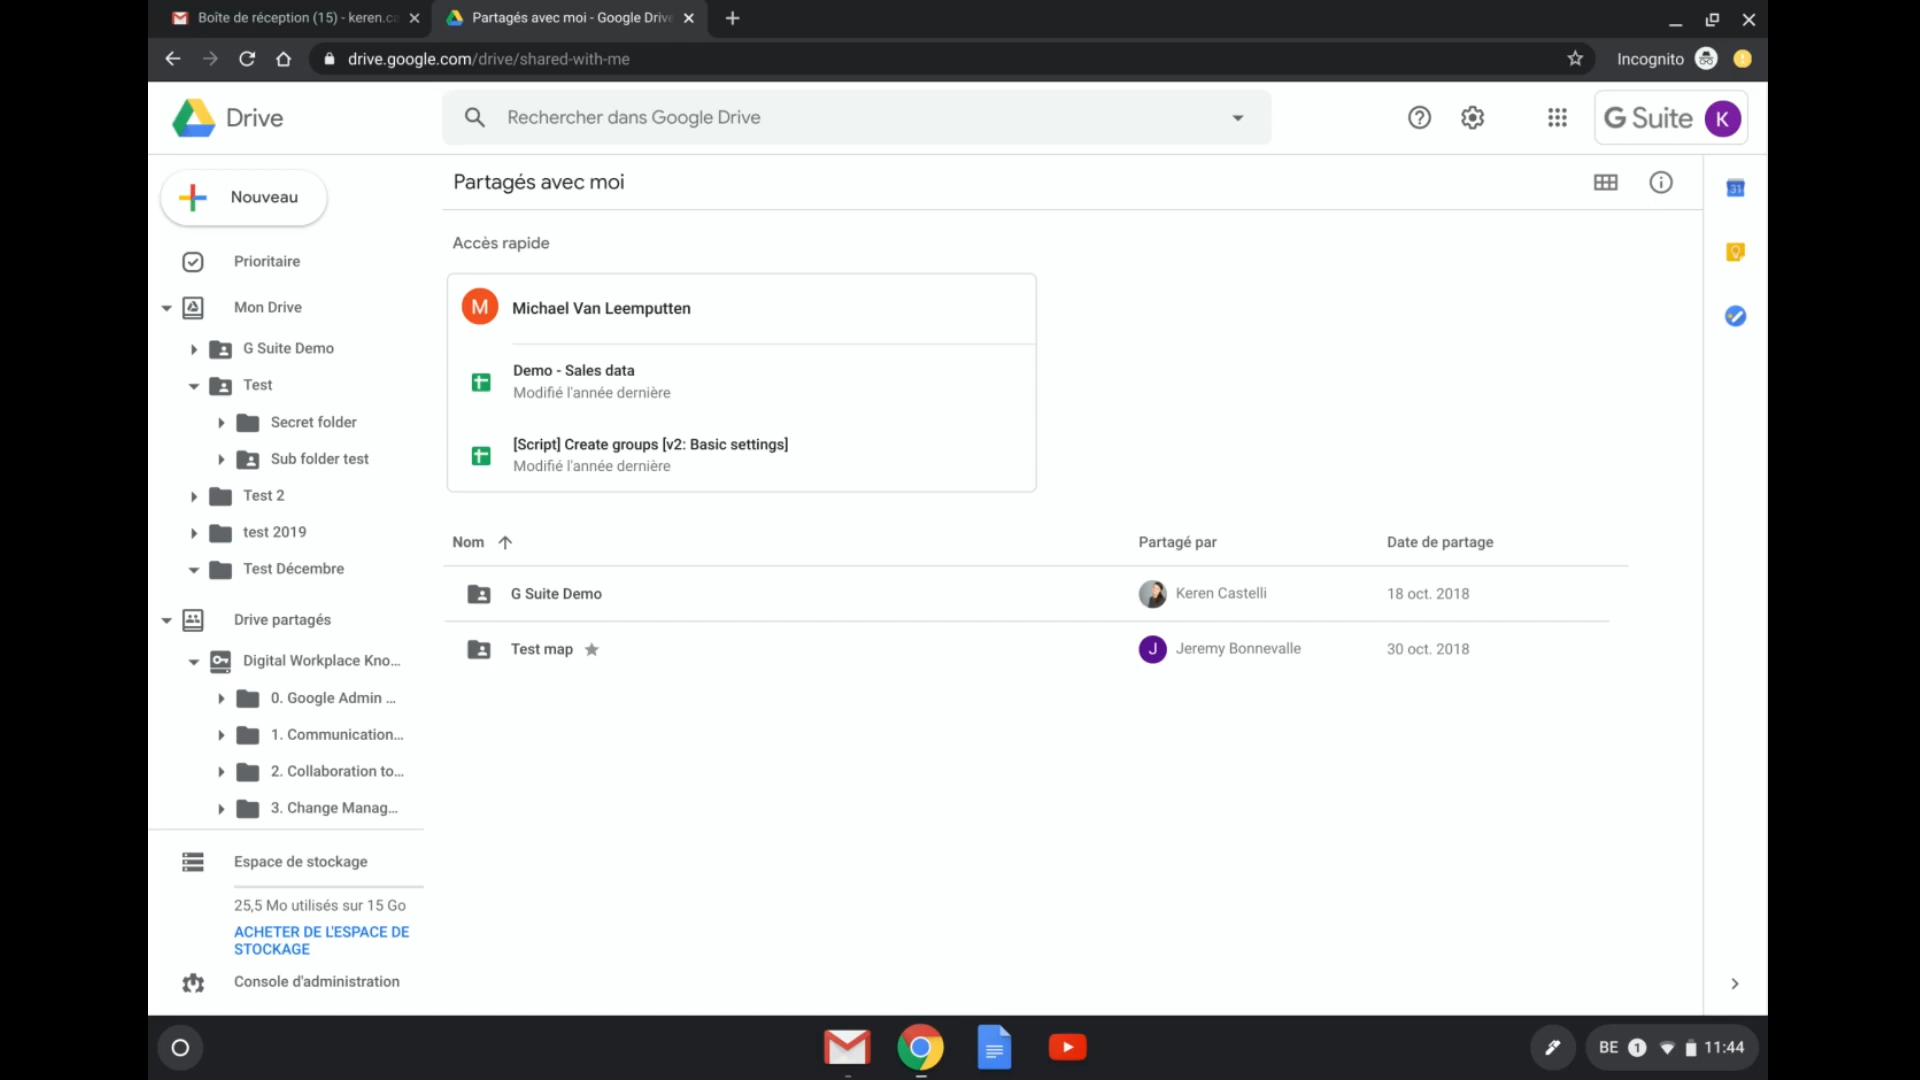 Boîte de réception (15) - keren.c
Partagés avec moi - Google Drive
drive.google.com/drive/shared-with-me
Incognito
Drive
Rechercher dans Google Drive
G Suite K
Nouveau
Partagés avec moi
31
Accès rapide
Prioritaire
Mon Drive
G Suite Demo
Test
Secret folder
Sub folder test
Test 2
test 2019
Test Décembre
Drive partagés
Digital Workplace Kno...
0. Google Admin ...
1. Communication...
2. Collaboration to...
3. Change Manag...
Espace de stockage
25,5 Mo utilisés sur 15 Go
ACHETER DE L'ESPACE DE
STOCKAGE
Console d'administration
M Michael Van Leemputten
Demo - Sales data
Modifié l'année dernière
[Script] Create groups [v2: Basic settings]
Modifié l'année dernière
Nom Partagé par Date de partage
G Suite Demo Keren Castelli 18 oct. 2018
Test map J Jeremy Bonnevalle 30 oct. 2018
BE 1 11:44